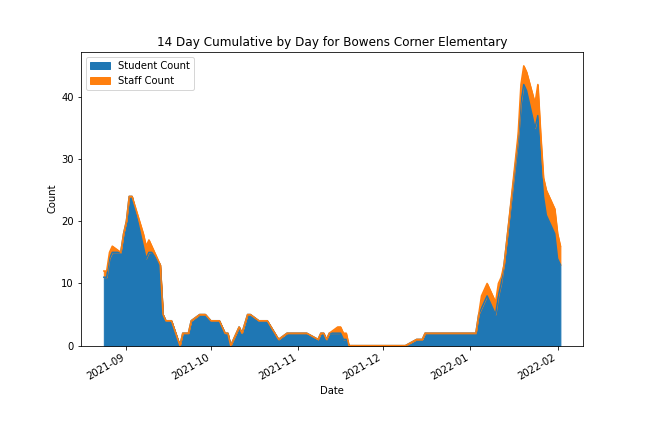 14 Day Cumulative by Day for Bowens Corner Elementary
Student Count
Staff Count
40
30
20
10
0
Count
2021-09
2021-10
2021-11
2021-12
2022-01
2022-02
Date